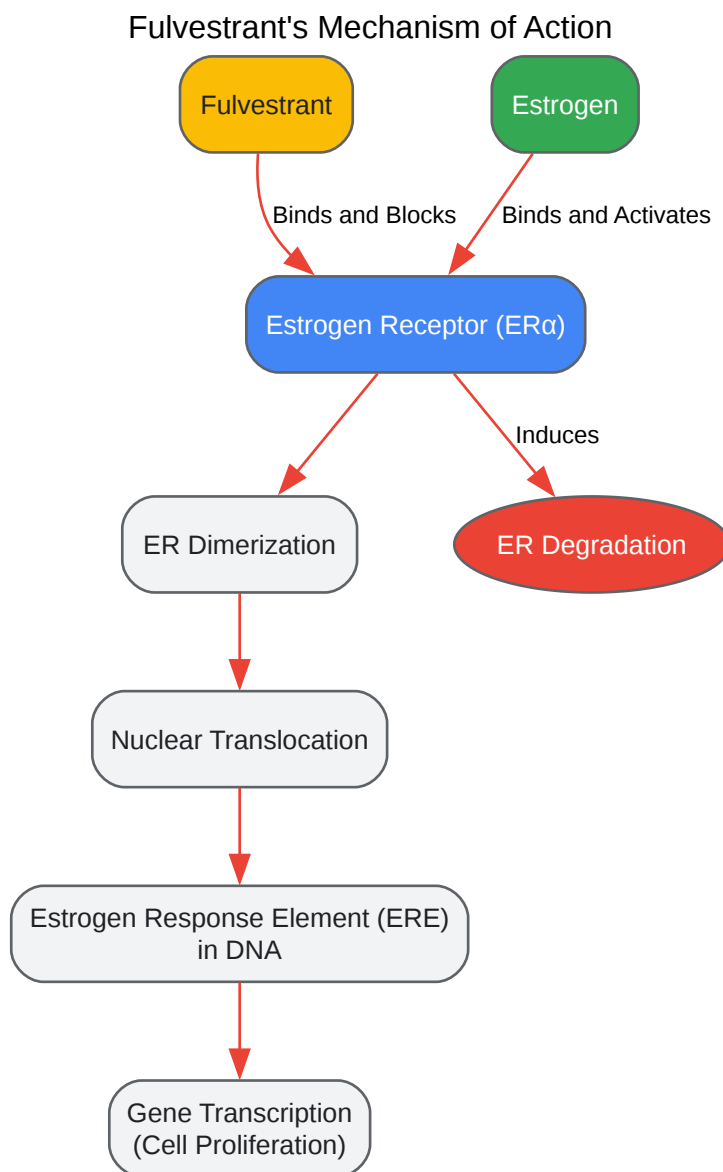 Fulvestrant's Mechanism of Action
Fulvestrant
Estrogen
Binds and Blocks
Binds and Activates
Estrogen Receptor (ERα)
Induces
ER Dimerization
ER Degradation
Nuclear Translocation
Estrogen Response Element (ERE)
in DNA
Gene Transcription
(Cell Proliferation)